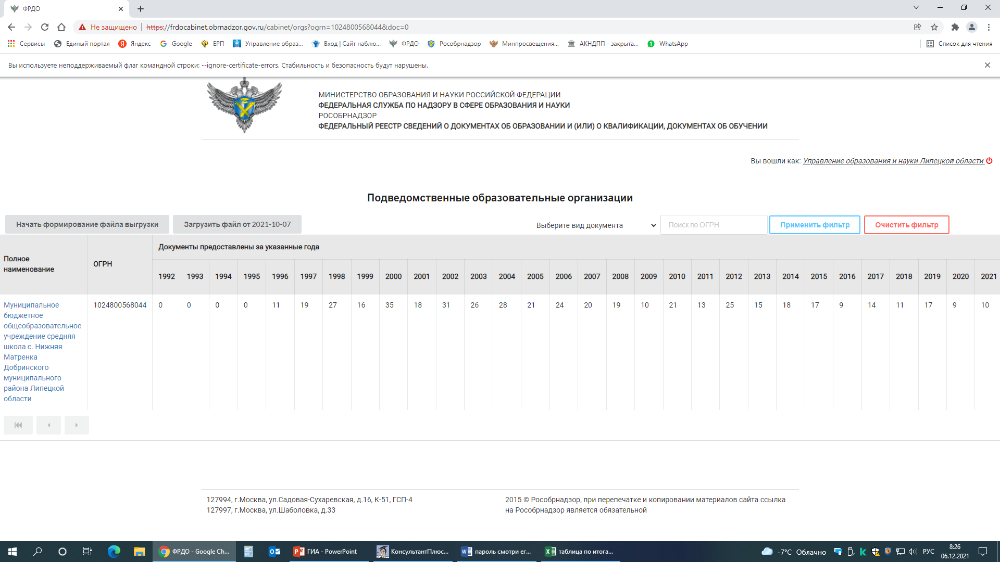 ФРДО
Не защищено https://frdocabinet.obrnadzor.gov.ru/cabinet/orgs?ogrn=1024800568044&doc=0
Сервисы Единый портал Яндекс Google ЕРП Управление образ... Вход | Сайт наблю... ФРДО Рособрнадзор Минпросвещения... АКНДПП - закрыта... WhatsApp Список для чтения
Вы используете неподдерживаемый флаг командной строки: --ignore-certificate-errors. Стабильность и безопасность будут нарушены.
МИНИСТЕРСТВО ОБРАЗОВАНИЯ И НАУКИ РОССИЙСКОЙ ФЕДЕРАЦИИ
ФЕДЕРАЛЬНАЯ СЛУЖБА ПО НАДЗОРУ В СФЕРЕ ОБРАЗОВАНИЯ И НАУКИ
РОСОБРНАДЗОР
ФЕДЕРАЛЬНЫЙ РЕЕСТР СВЕДЕНИЙ О ДОКУМЕНТАХ ОБ ОБРАЗОВАНИИ И (ИЛИ) О КВАЛИФИКАЦИИ, ДОКУМЕНТАХ ОБ ОБУЧЕНИИ
Вы вошли как: Управление образования и науки Липецкой области
Подведомственные образовательные организации
Начать формирование файла выгрузки Загрузить файл от 2021-10-07 Выберите вид документа Поиск по ОГРН Применить фильтр Очистить фильтр
Полное
наименование
ОГРН
Документы предоставлены за указанные года
1992 1993 1994 1995 1996 1997 1998 1999 2000 2001 2002 2003 2004 2005 2006 2007 2008 2009 2010 2011 2012 2013 2014 2015 2016 2017 2018 2019 2020 2021
Муниципальное
бюджетное
общеобразовательное
учреждение средняя
школа с. Нижняя
Матренка
Добринского
муниципального
района Липецкой
области
1024800568044 0 0 0 0 11 19 27 16 35 18 31 26 28 21 24 20 19 10 21 13 25 15 18 17 9 14 11 17 9 10
127994, г.Москва, ул.Садовая-Сухаревская, д.16, К-51, ГСП-4
127997, г.Москва, ул.Шаболовка, д.33
2015 © Рособрнадзор, при перепечатке и копировании материалов сайта ссылка
на Рособрнадзор является обязательной
ФРДО - Google Ch... ГИА - PowerPoint КонсультантПлюс... пароль смотри ег... таблица по итога... -7°C Облачно РУС
8:26
06.12.2021